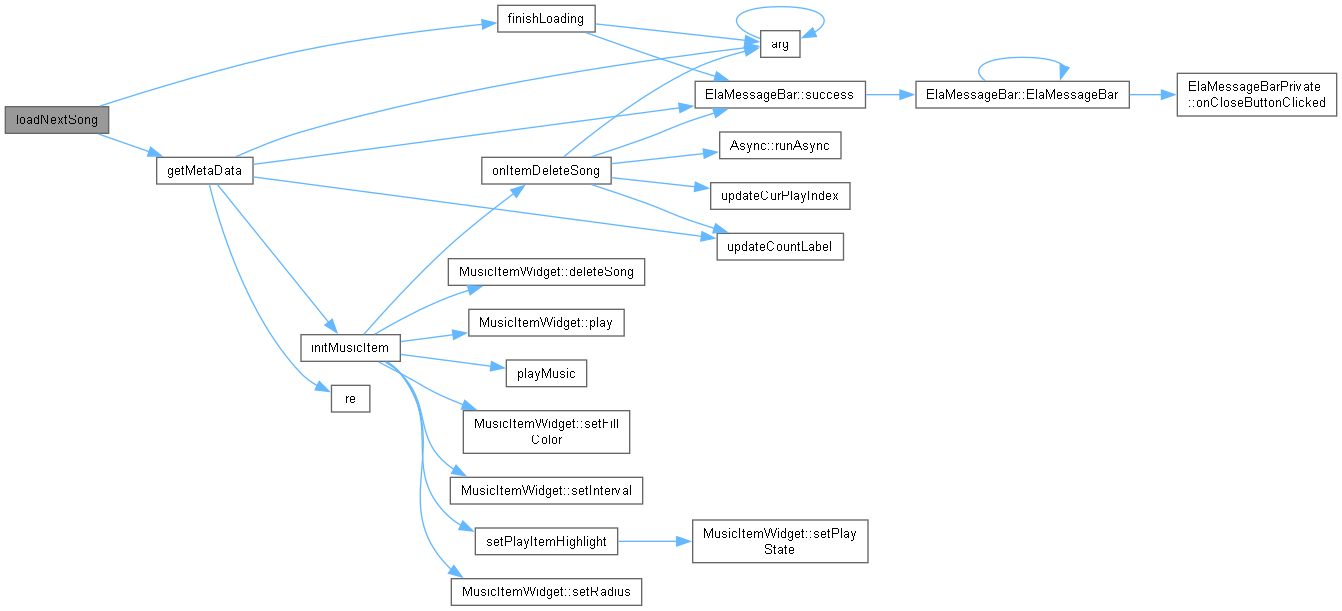 finishLoading
arg
ElaMessageBar::success
ElaMessageBar::ElaMessageBar
ElaMessageBarPrivate
::onCloseButtonClicked
loadNextSong
getMetaData
onItemDeleteSong
Async::runAsync
updateCurPlayIndex
updateCountLabel
MusicItemWidget::deleteSong
MusicItemWidget::play
initMusicItem
playMusic
re
MusicItemWidget::setFill
Color
MusicItemWidget::setInterval
setPlayItemHighlight
MusicItemWidget::setPlay
State
MusicItemWidget::setRadius